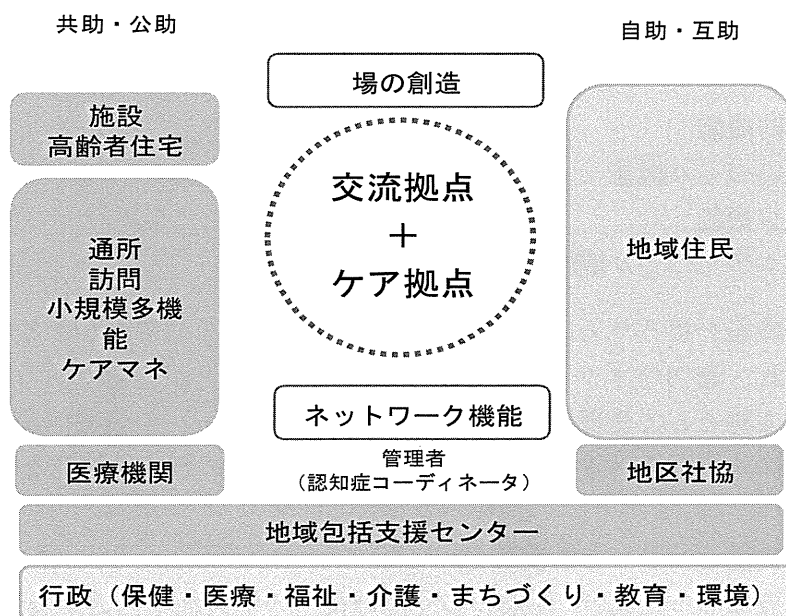 共助・公助
施設
高齢者住宅
通所
訪問
小規模多機
能
ケアマネ
医療機関
場の創造
交流拠点
＋
ケア拠点
ネットワーク機能
管理者
（認知症コーディネータ）
自助・互助
地域住民
地区社協
地域包括支援センター
行政（保健・医療・福祉・介護・まちづくり・教育・環境）